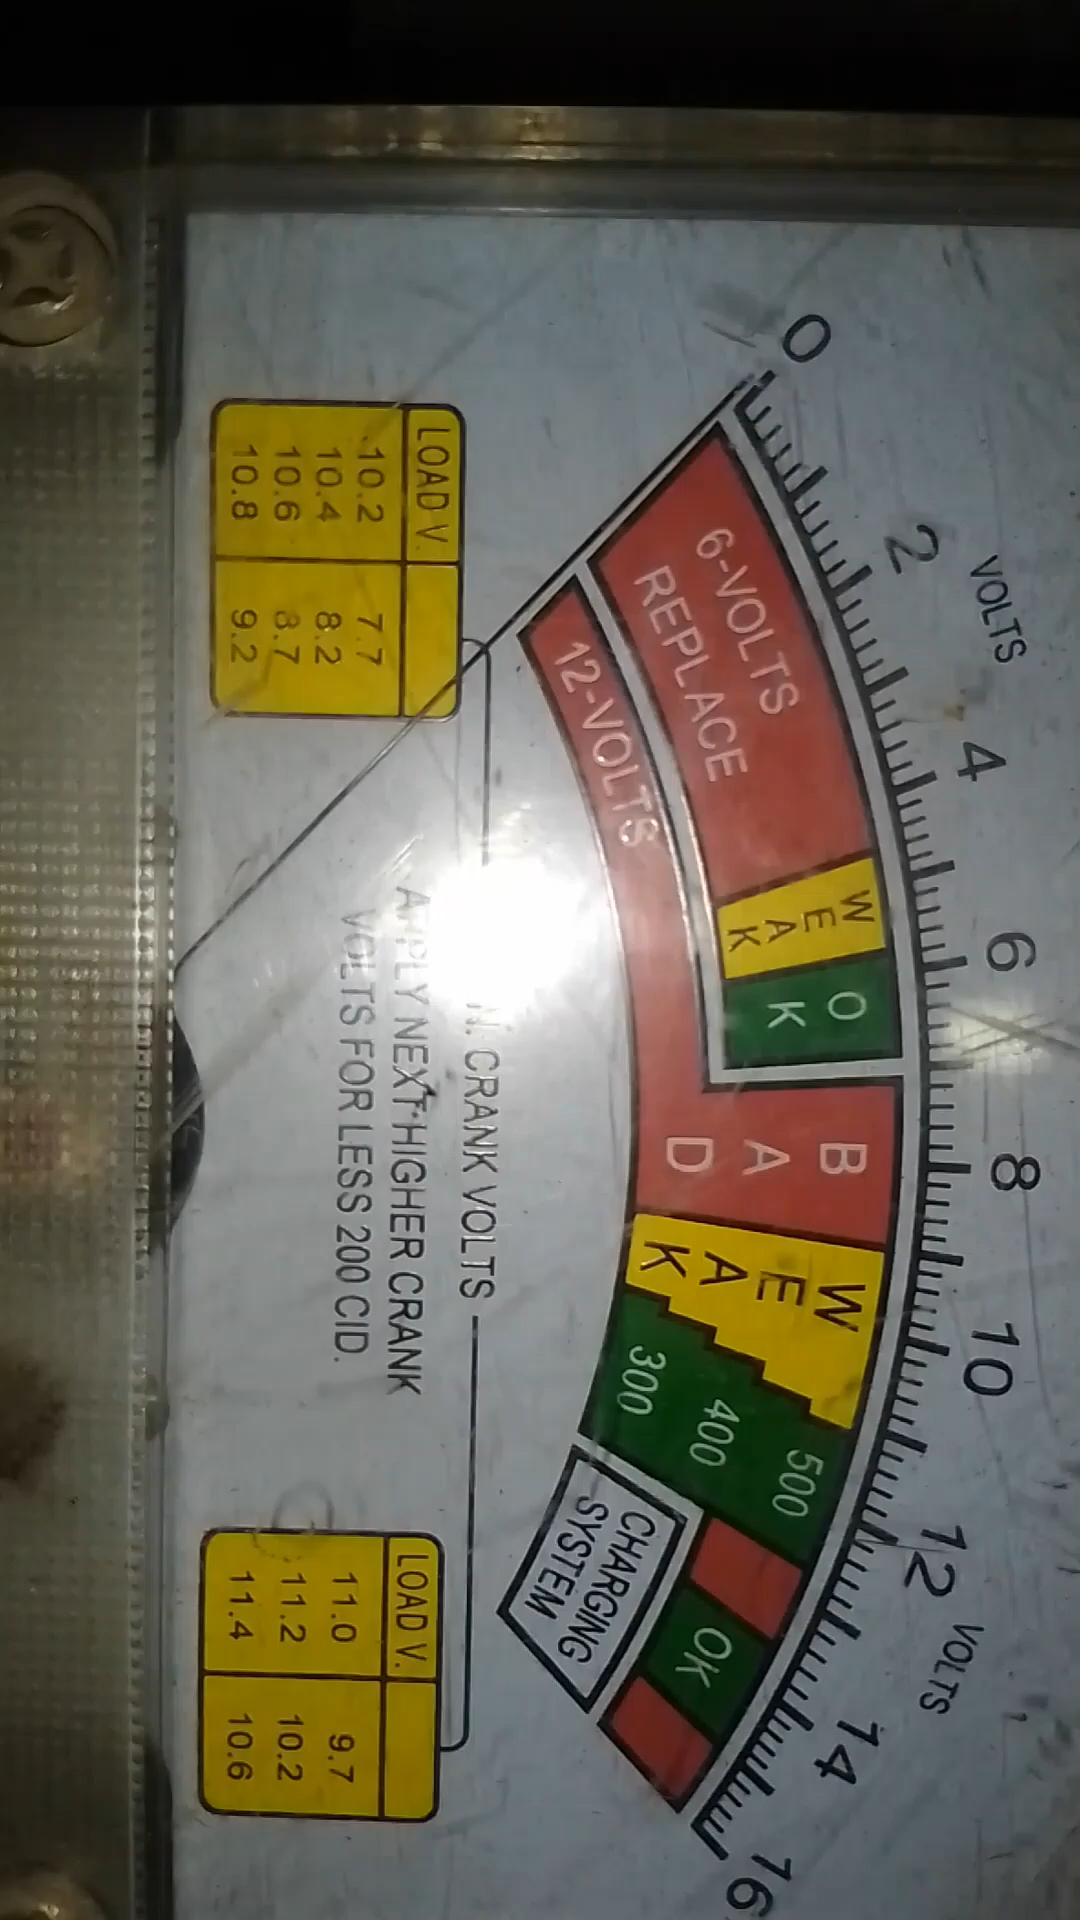 VOLTS
VOLTS
0 2 4 6 8 10 12 14 16
6-VOLTS
REPLACE
WEAK
OK
12-VOLTS
BAD
WEAK
300
400
500
CHARGING
SYSTEM
OK
CRANK VOLTS
APPLY NEXT HIGHER CRANK
VOLTS FOR LESS 200 CID.
LOAD V.
10.2 7.7
10.4 8.2
10.6 8.7
10.8 9.2
LOAD V.
11.0 9.7
11.2 10.2
11.4 10.6